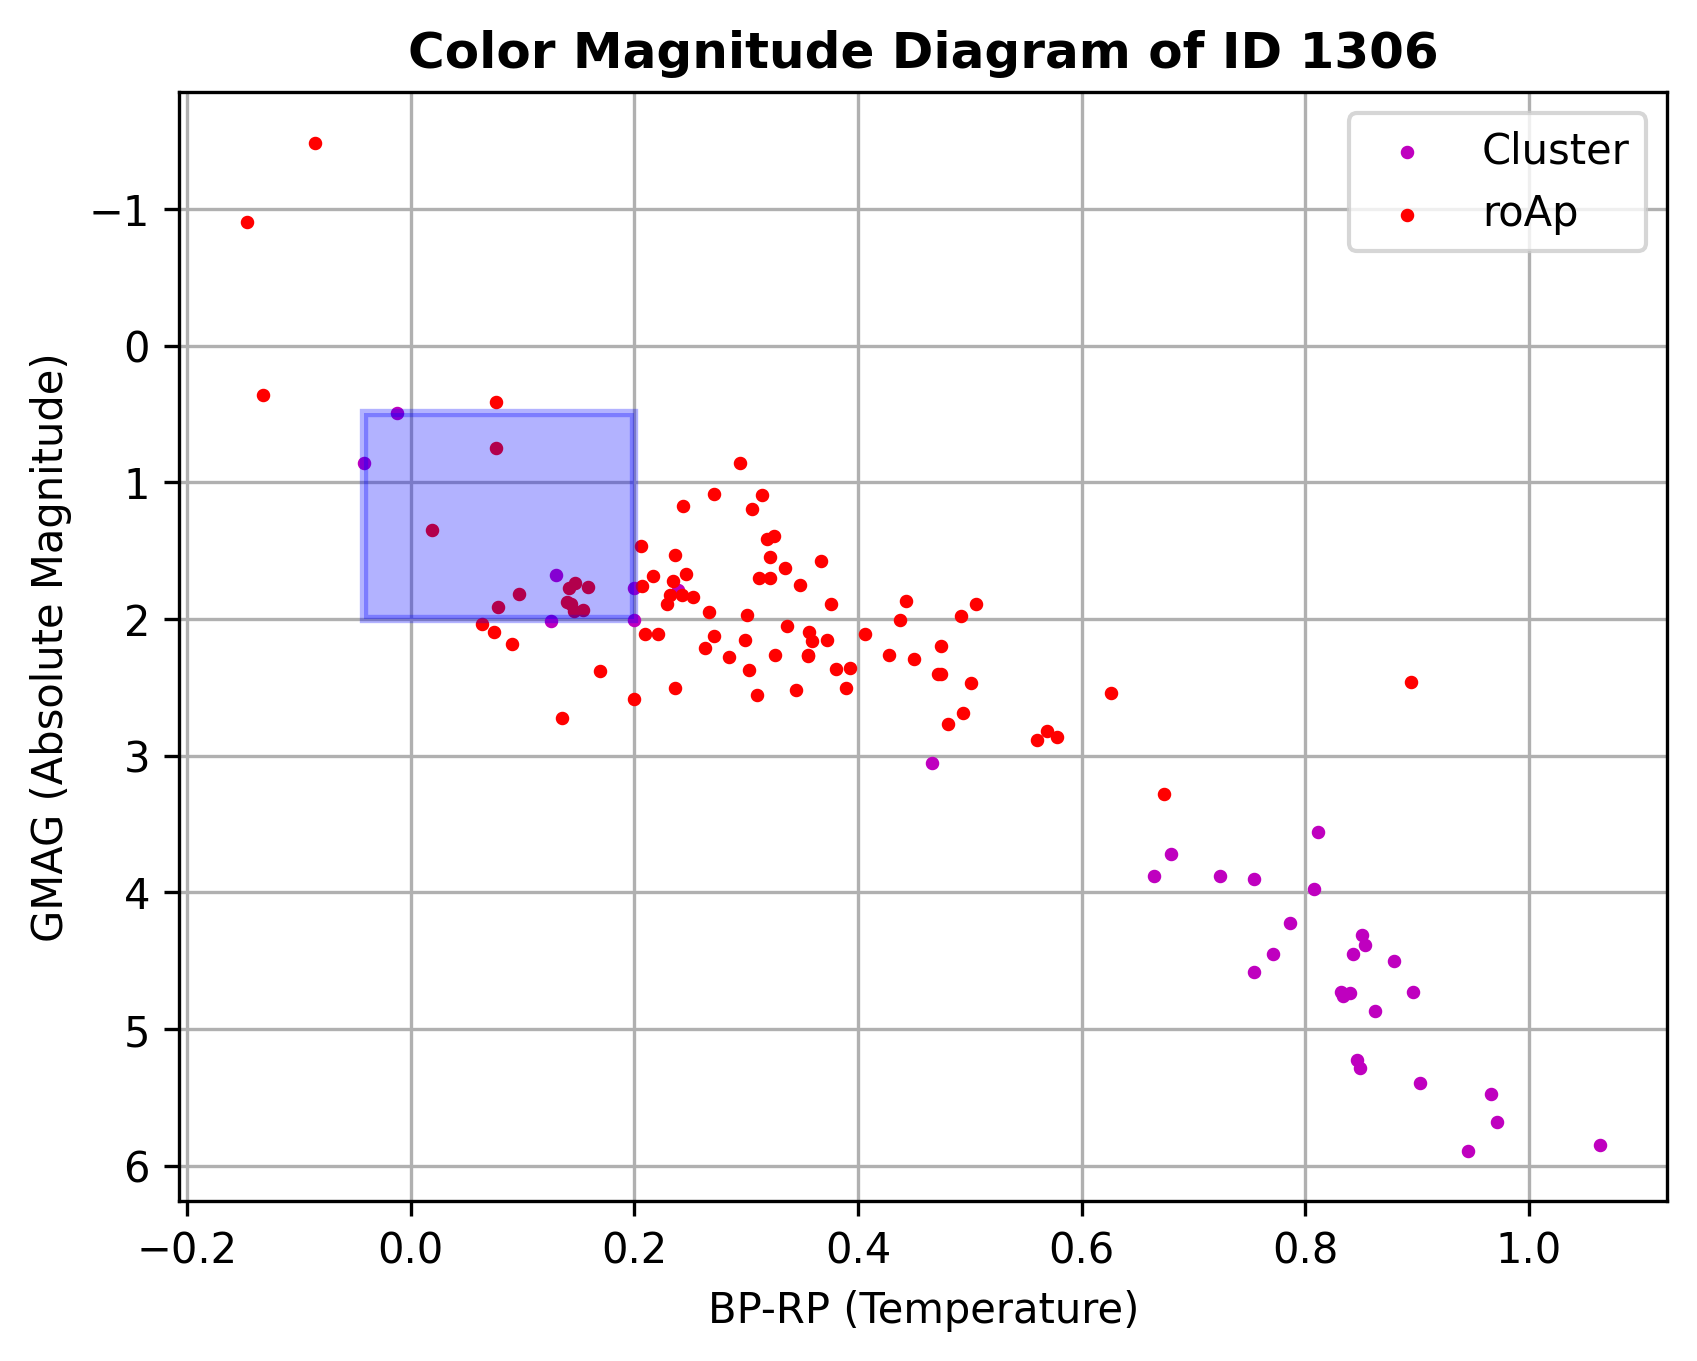 Color Magnitude Diagram of ID 1306
Cluster
roAp
GMAG (Absolute Magnitude)
−1
0
1
2
3
4
5
6
−0.2 0.0 0.2 0.4 0.6 0.8 1.0
BP-RP (Temperature)